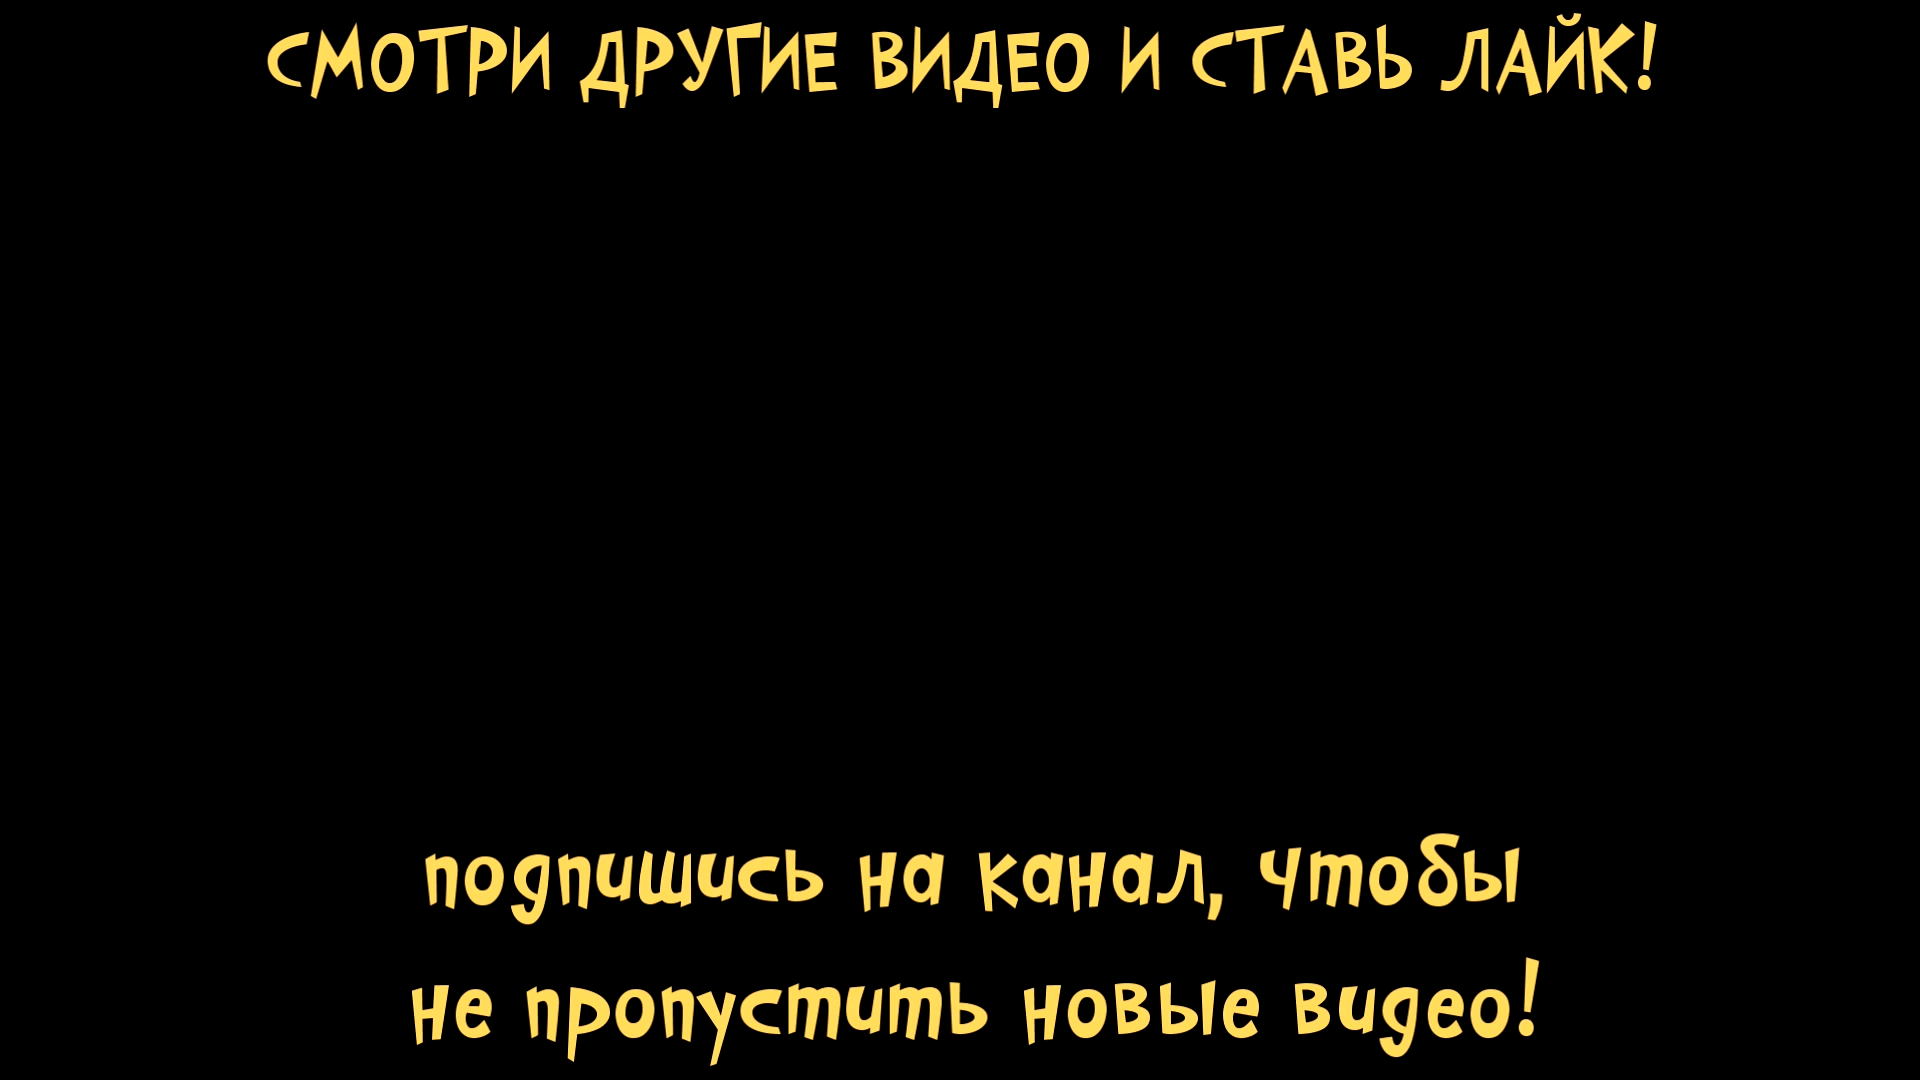 СМОТРИ ДРУГИЕ ВИДЕО И СТАВЬ ЛАЙК!
подпишись на канал, чтобы
не пропустить новые видео!